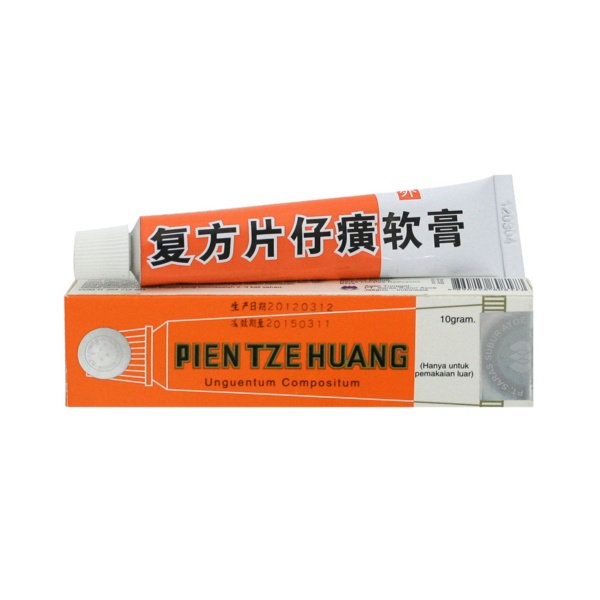 外
复方片仔癀软膏
120304
生产日期20120312
有效期至20150311
PIEN TZE HUANG
Unguentum Compositum
10gram.
(Hanya untuk
pemakaian luar)